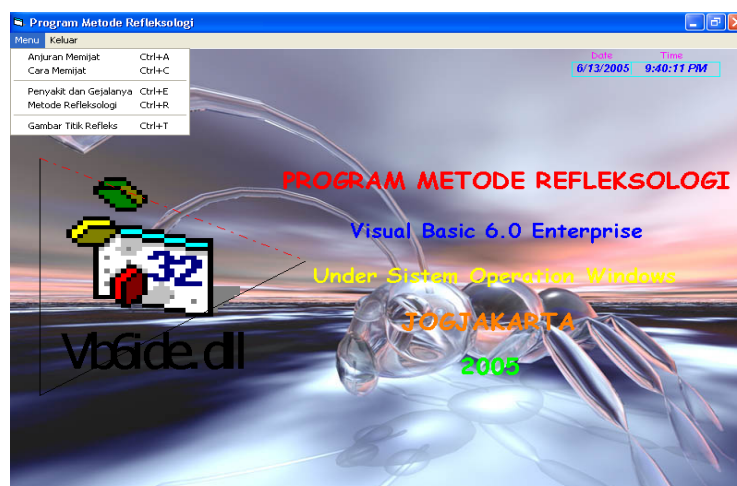 Program Metode Refleksologi
Menu Keluar
Anjuran Memijat Ctrl+A
Cara Memijat Ctrl+C
Penyakit dan Gejalanya Ctrl+E
Metode Refleksologi Ctrl+R
Gambar Titik Refleks Ctrl+T
Date Time
6/13/2005 9:40:11 PM
PROGRAM METODE REFLEKSOLOGI
Visual Basic 6.0 Enterprise
Under Sistem Operation Windows
JOGJAKARTA
2005
32
Vb6ide.dll